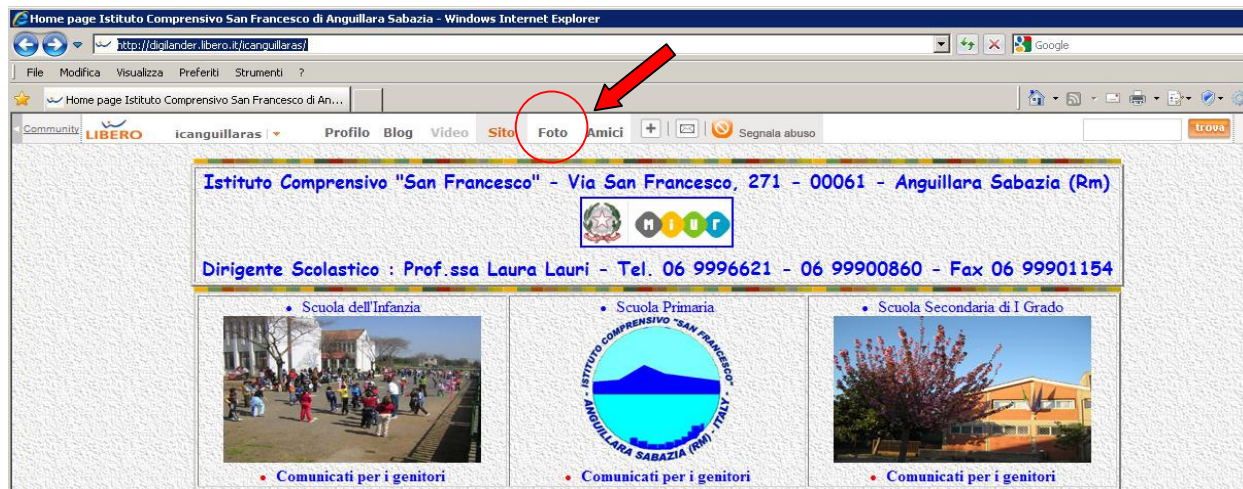 Home page Istituto Comprensivo San Francesco di Anguillara Sabazia - Windows Internet Explorer
http://digilander.libero.it/icanguillaras/
Google
File Modifica Visualizza Preferiti Strumenti ?
Home page Istituto Comprensivo San Francesco di An...
Community LIBERO icanguillaras Profilo Blog Video Sito Foto Amici + Segnala abuso trova
Istituto Comprensivo "San Francesco" - Via San Francesco, 271 - 00061 - Anguillara Sabazia (Rm)
MIUR
Dirigente Scolastico : Prof.ssa Laura Lauri - Tel. 06 9996621 - 06 99900860 - Fax 06 99901154
• Scuola dell'Infanzia
• Scuola Primaria
• Scuola Secondaria di I Grado
ISTITUTO COMPRENSIVO "SAN FRANCESCO" - ANGUILLARA SABAZIA (RM) - ITALY -
• Comunicati per i genitori
• Comunicati per i genitori
• Comunicati per i genitori